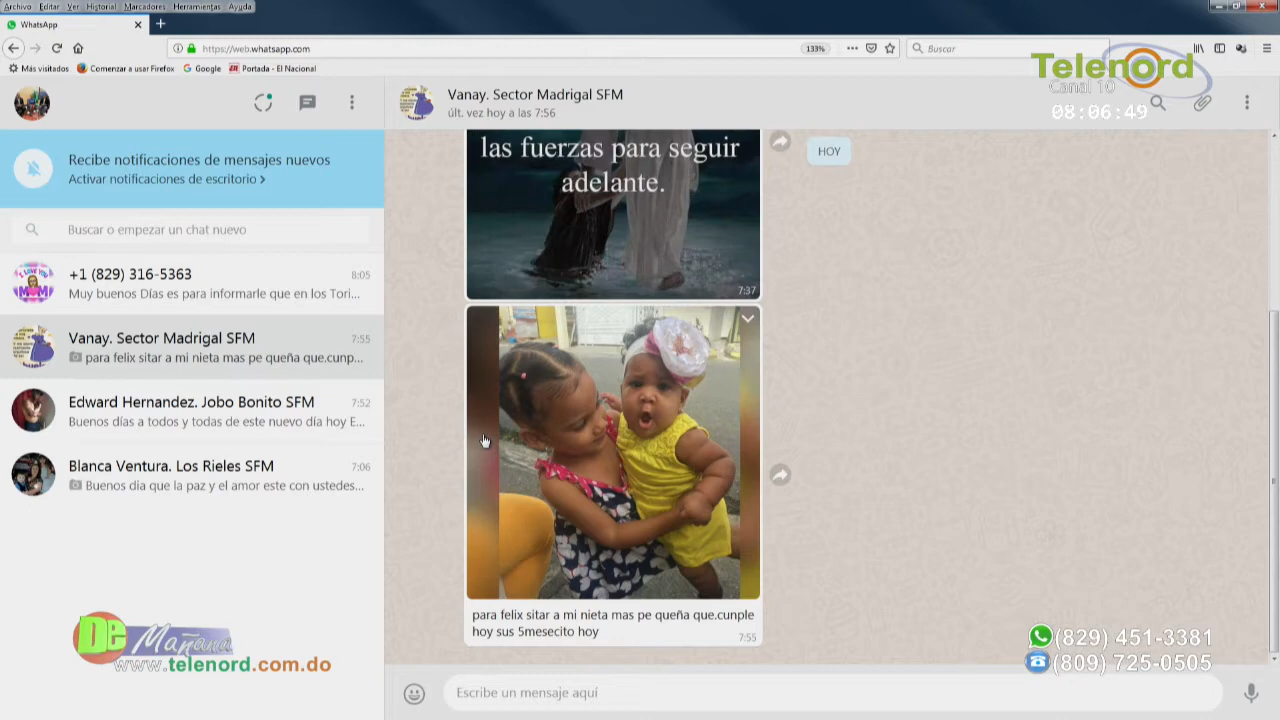 Archivo Editar Ver Historial Marcadores Herramientas Ayuda
WhatsApp
https://web.whatsapp.com
133%
Buscar
Más visitados Comenzar a usar Firefox Google Portada - El Nacional
Telenord
Canal 10
08:06:49
Vanay. Sector Madrigal SFM
últ. vez hoy a las 7:56
Recibe notificaciones de mensajes nuevos
Activar notificaciones de escritorio >
Buscar o empezar un chat nuevo
+1 (829) 316-5363 8:05
Muy buenos Días es para informarle que en los Tori...
Vanay. Sector Madrigal SFM 7:55
para felix sitar a mi nieta mas pe queña que.cunp...
Edward Hernandez. Jobo Bonito SFM 7:52
Buenos días a todos y todas de este nuevo día hoy E...
Blanca Ventura. Los Rieles SFM 7:06
Buenos dia que la paz y el amor este con ustedes...
las fuerzas para seguir
adelante.
7:37
HOY
para felix sitar a mi nieta mas pe queña que.cunple
hoy sus 5mesecito hoy
7:55
De Mañana
www.telenord.com.do
(829) 451-3381
(809) 725-0505
Escribe un mensaje aquí